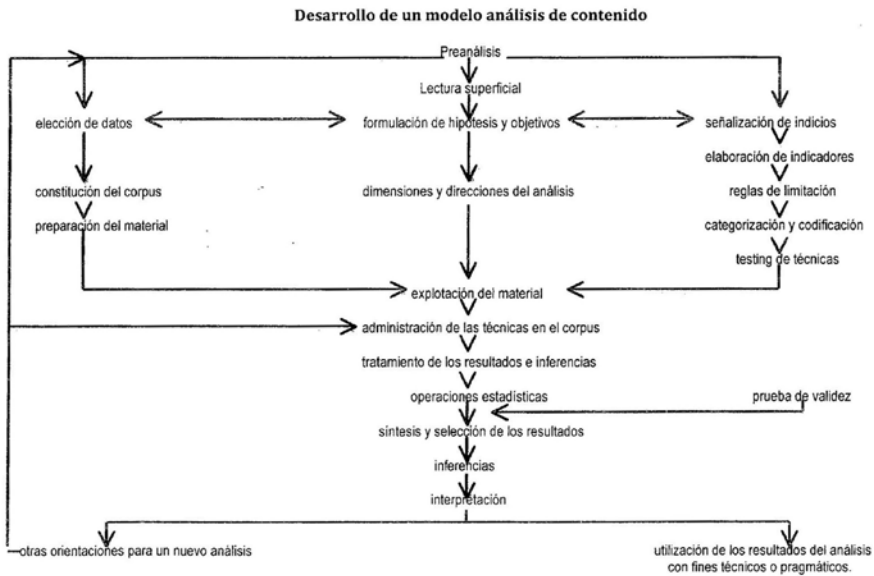 Desarrollo de un modelo análisis de contenido
Preanálisis
Lectura superficial
elección de datos
formulación de hipótesis y objetivos
señalización de indicios
elaboración de indicadores
constitución del corpus
dimensiones y direcciones del análisis
reglas de limitación
preparación del material
categorización y codificación
testing de técnicas
explotación del material
administración de las técnicas en el corpus
tratamiento de los resultados e inferencias
operaciones estadísticas
prueba de validez
síntesis y selección de los resultados
inferencias
interpretación
otras orientaciones para un nuevo análisis
utilización de los resultados del análisis
con fines técnicos o pragmáticos.